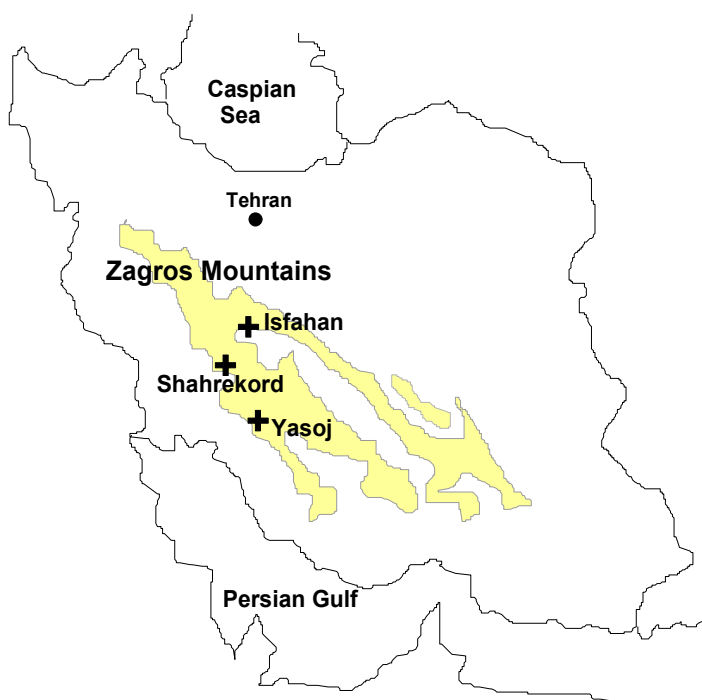 Caspian
Sea
Tehran
Zagros Mountains
Isfahan
Shahrekord
Yasoj
Persian Gulf